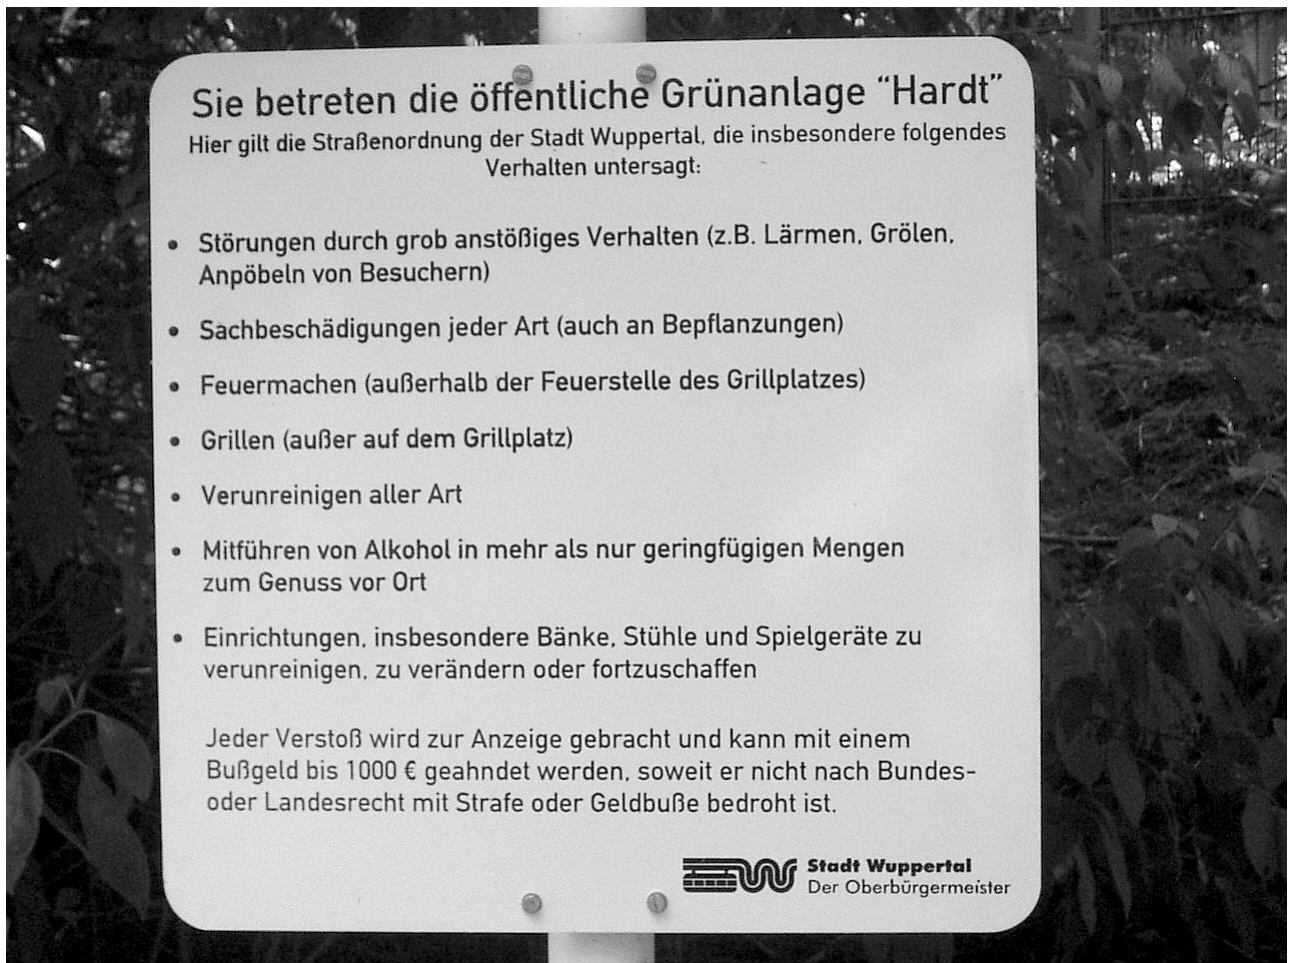 Sie betreten die öffentliche Grünanlage “Hardt”
Hier gilt die Straßenordnung der Stadt Wuppertal, die insbesondere folgendes
Verhalten untersagt:
• Störungen durch grob anstößiges Verhalten (z.B. Lärmen, Grölen,
Anpöbeln von Besuchern)
• Sachbeschädigungen jeder Art (auch an Bepflanzungen)
• Feuermachen (außerhalb der Feuerstelle des Grillplatzes)
• Grillen (außer auf dem Grillplatz)
• Verunreinigen aller Art
• Mitführen von Alkohol in mehr als nur geringfügigen Mengen
zum Genuss vor Ort
• Einrichtungen, insbesondere Bänke, Stühle und Spielgeräte zu
verunreinigen, zu verändern oder fortzuschaffen
Jeder Verstoß wird zur Anzeige gebracht und kann mit einem
Bußgeld bis 1000 € geahndet werden, soweit er nicht nach Bundes-
oder Landesrecht mit Strafe oder Geldbuße bedroht ist.
Stadt Wuppertal
Der Oberbürgermeister